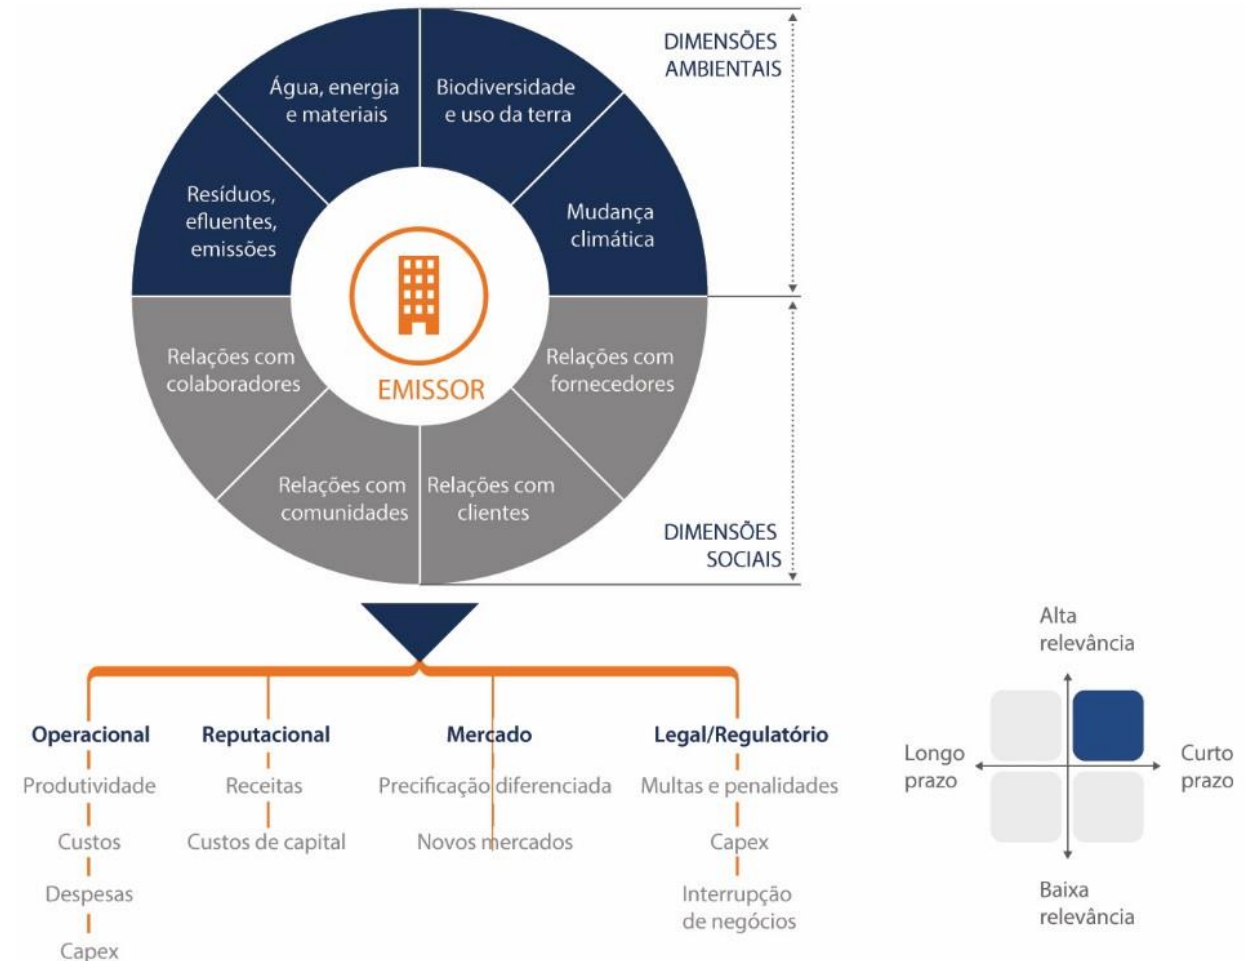 DIMENSÕES
AMBIENTAIS
Água, energia
e materiais
Biodiversidade
e uso da terra
Resíduos,
efluentes,
emissões
Mudança
climática
EMISSOR
Relações com
colaboradores
Relações com
fornecedores
Relações com
comunidades
Relações com
clientes
DIMENSÕES
SOCIAIS
Operacional
Produtividade
Custos
Despesas
Capex
Reputacional
Receitas
Custos de capital
Mercado
Precificação diferenciada
Novos mercados
Legal/Regulatório
Multas e penalidades
Capex
Interrupção
de negócios
Alta
relevância
Longo
prazo
Curto
prazo
Baixa
relevância